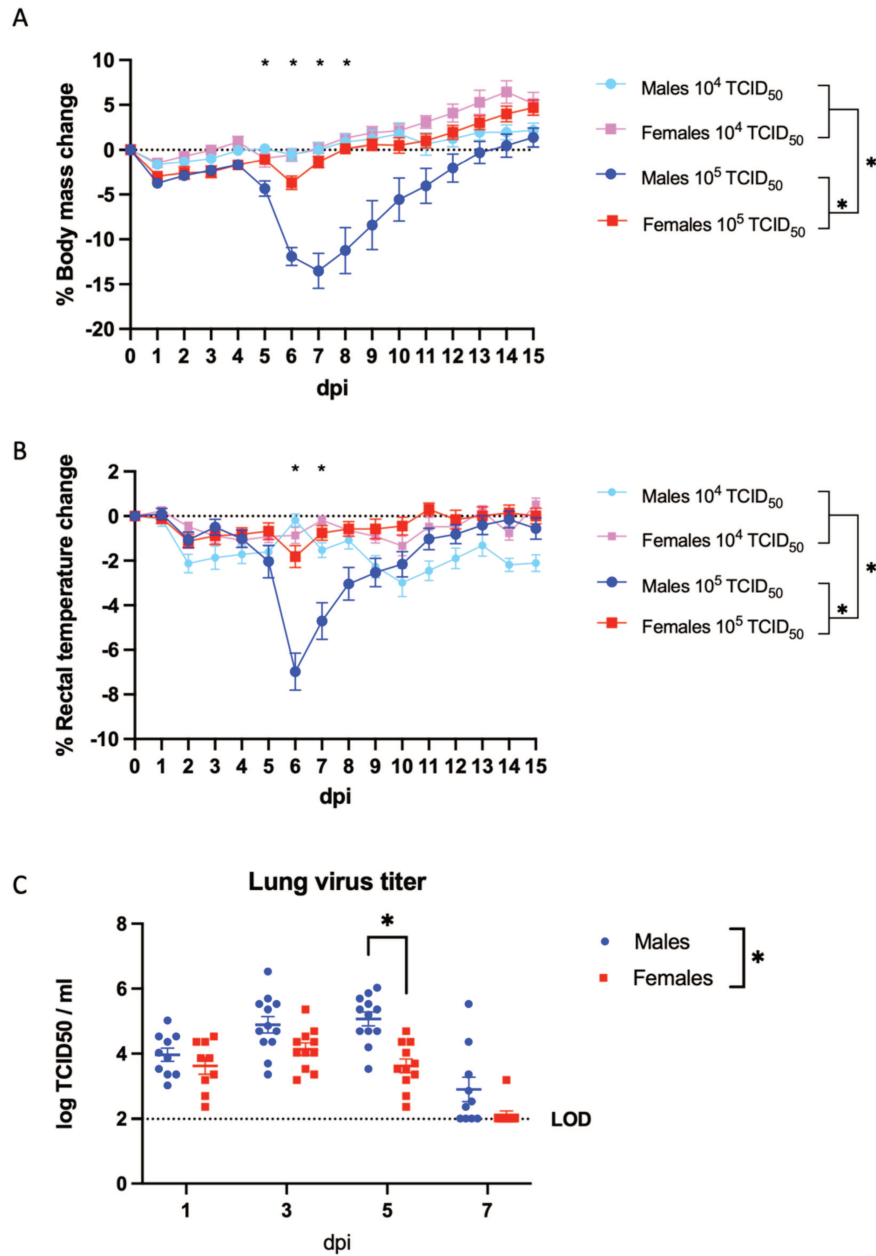 A
* * * *
10
5
0
-5
-10
-15
-20
% Body mass change
0 1 2 3 4 5 6 7 8 9 10 11 12 13 14 15
dpi
Males 10⁴ TCID₅₀
Females 10⁴ TCID₅₀
Males 10⁵ TCID₅₀
Females 10⁵ TCID₅₀
*
*
B
* *
2
0
-2
-4
-6
-8
-10
% Rectal temperature change
0 1 2 3 4 5 6 7 8 9 10 11 12 13 14 15
dpi
Males 10⁴ TCID₅₀
Females 10⁴ TCID₅₀
Males 10⁵ TCID₅₀
Females 10⁵ TCID₅₀
*
*
C
Lung virus titer
8
6
4
2
0
log TCID50 / ml
*
LOD
1 3 5 7
dpi
Males
Females
*